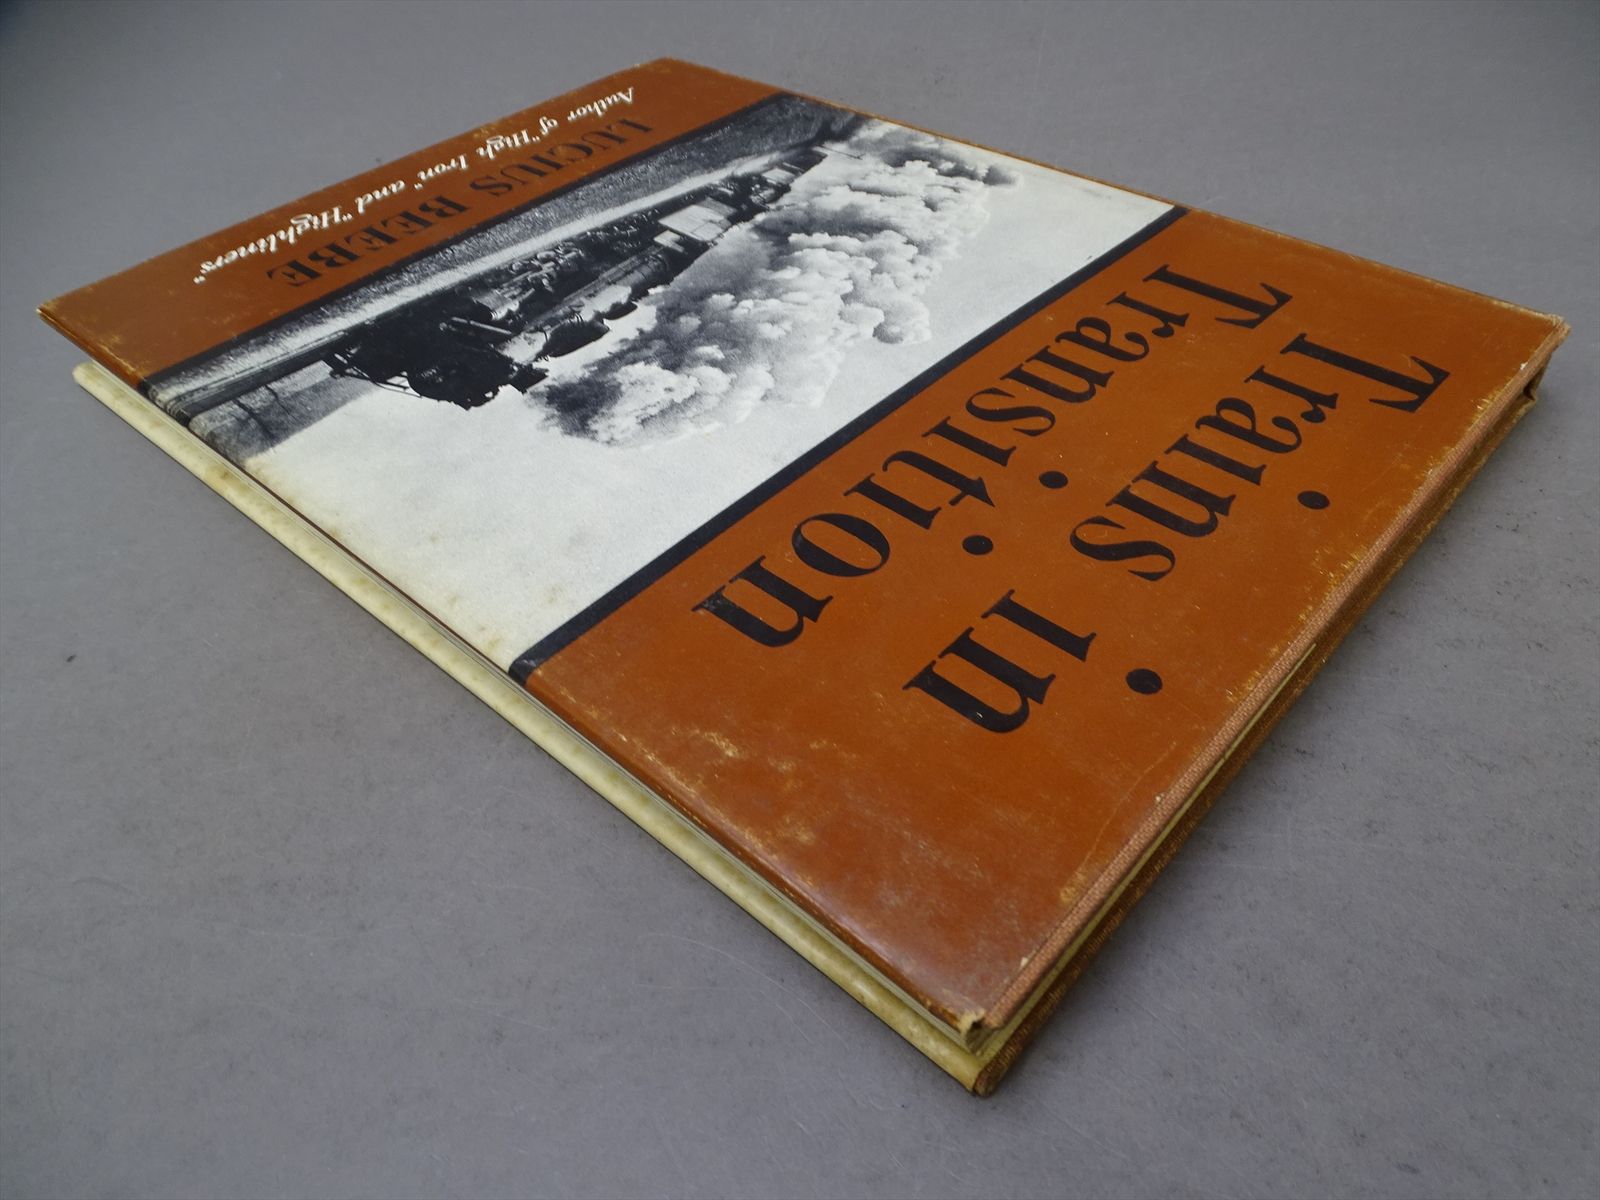 Trains in
Transition
LUCIUS BEEBE
Author of "High Iron" and "Highliners"